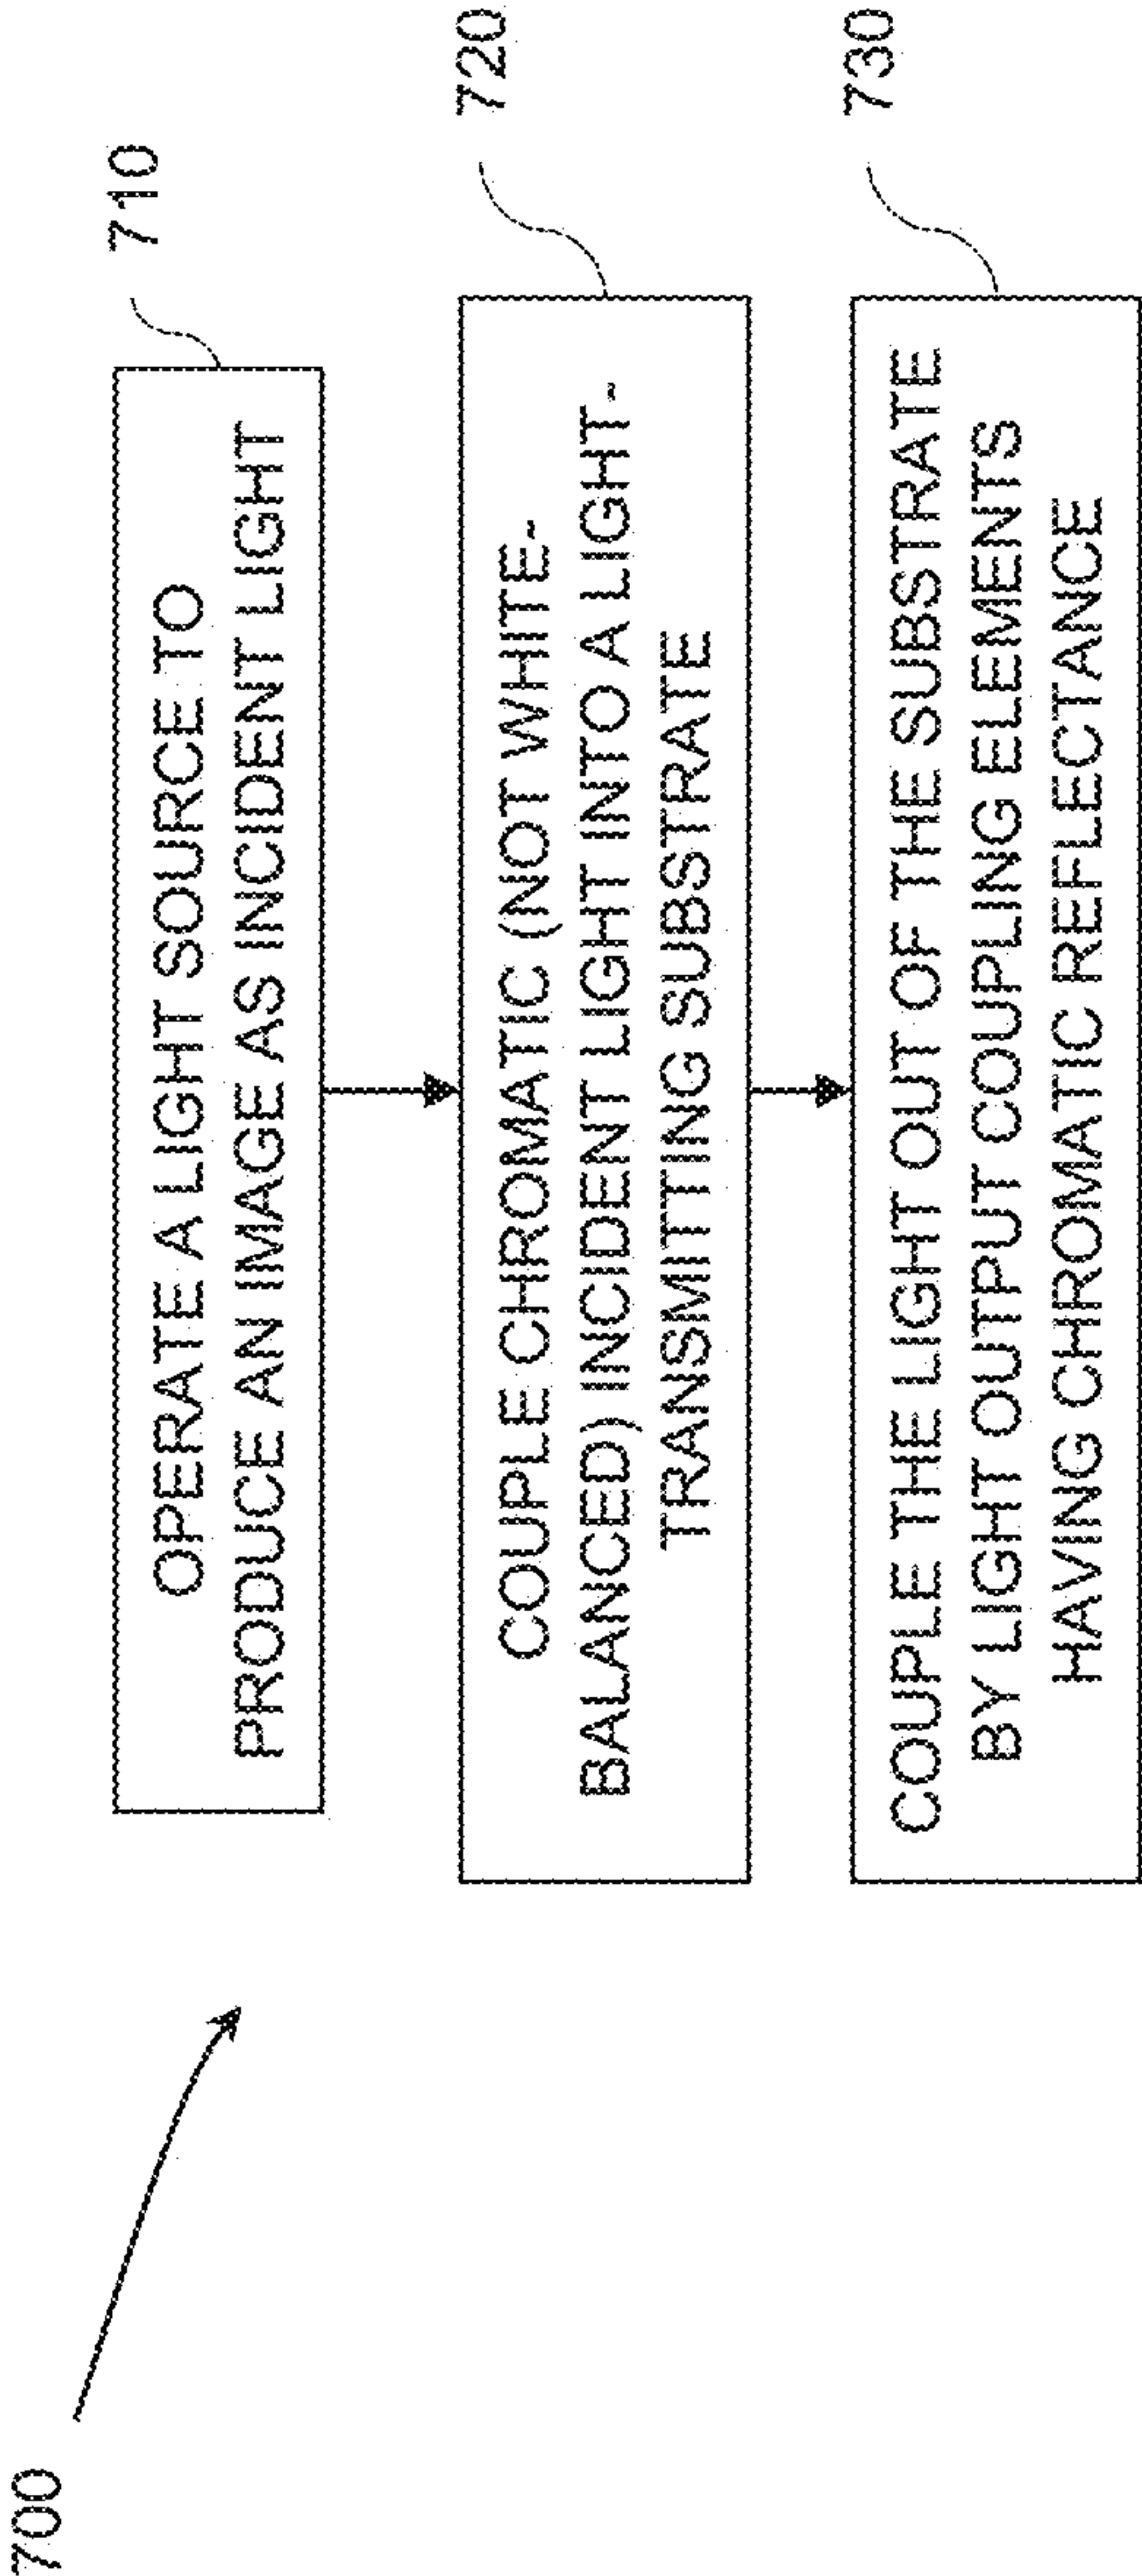 700
710
OPERATE A LIGHT SOURCE TO
PRODUCE AN IMAGE AS INCIDENT LIGHT
720
COUPLE CHROMATIC (NOT WHITE-
BALANCED) INCIDENT LIGHT INTO A LIGHT-
TRANSMITTING SUBSTRATE
730
COUPLE THE LIGHT OUT OF THE SUBSTRATE
BY LIGHT OUTPUT COUPLING ELEMENTS
HAVING CHROMATIC REFLECTANCE